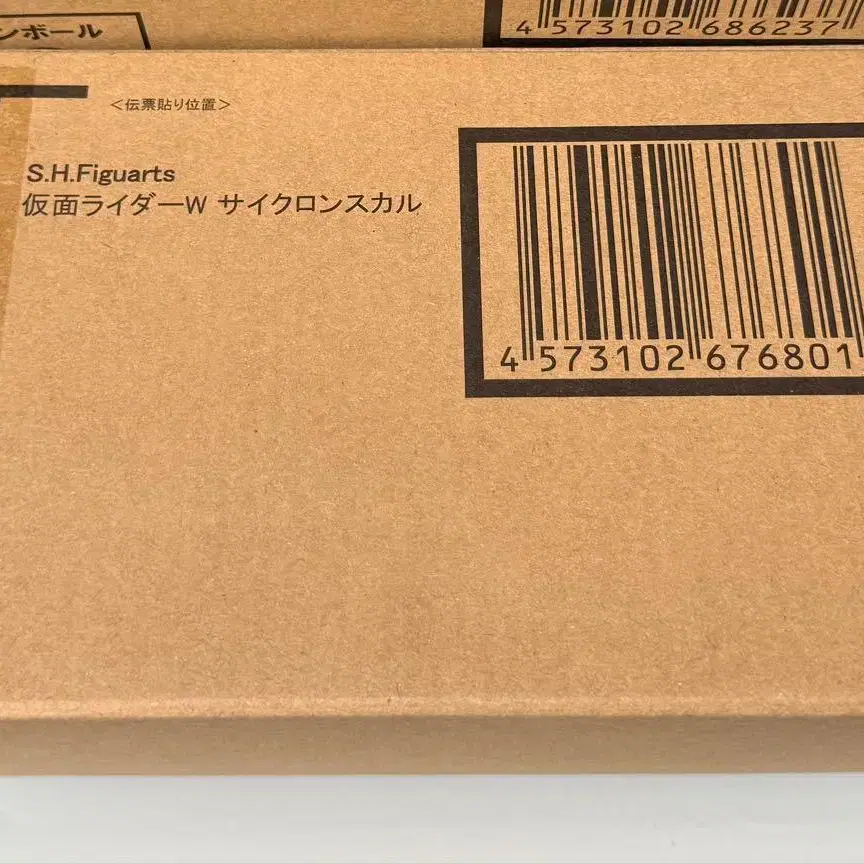 ンボール
4 573102 686237
<伝票貼り位置>
S.H.Figuarts
仮面ライダーW サイクロンスカル
4 573102 676801